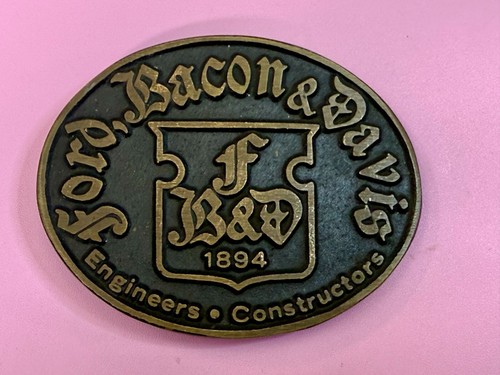 Ford, Bacon & Davis
F
B&D
1894
Engineers • Constructors